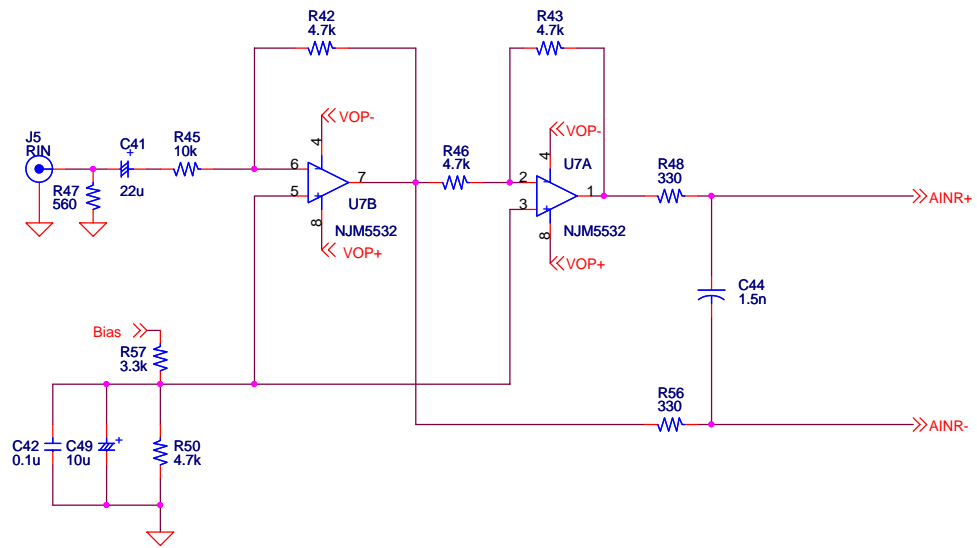 R42
4.7k
R43
4.7k
VOP-
VOP-
J5
RIN
C41
+
22u
R45
10k
R47
560
4
6
5
7
8
U7B
NJM5532
VOP+
R46
4.7k
4
2
3
1
8
U7A
NJM5532
VOP+
R48
330
AINR+
C44
1.5n
Bias
R57
3.3k
R56
330
AINR-
C42
0.1u
C49
10u
+
R50
4.7k